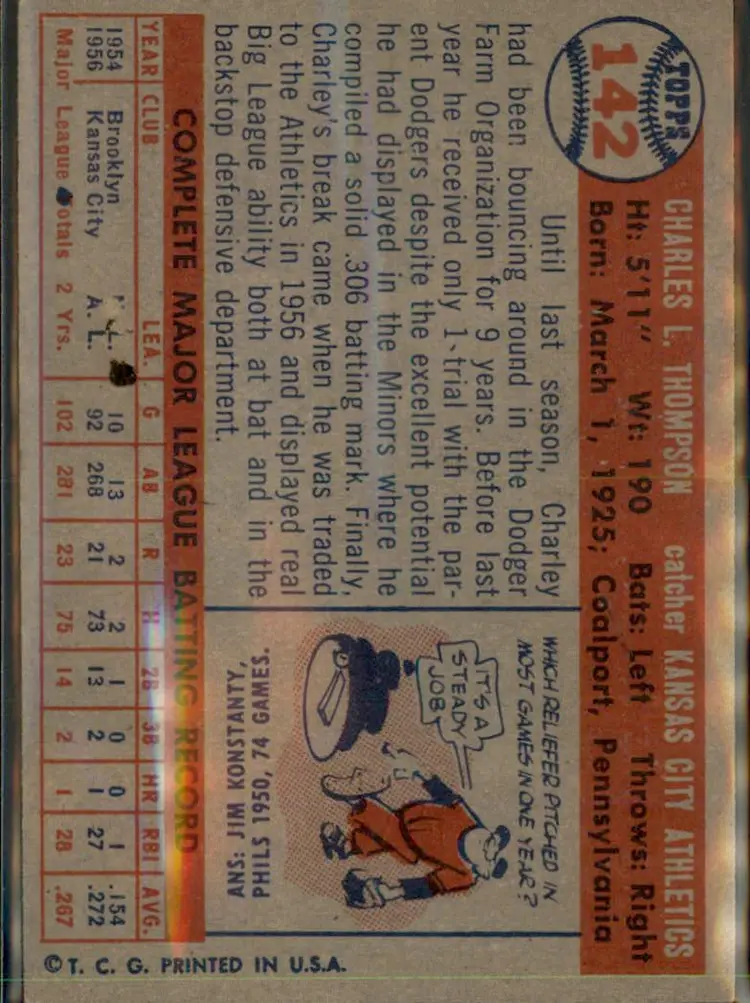 TOPPS
142
CHARLES L. THOMPSON catcher KANSAS CITY ATHLETICS
Ht: 5'11" Wt: 190 Bats: Left Throws: Right
Born: March 1, 1925; Coalport, Pennsylvania
Until last season, Charley
had been bouncing around in the Dodger
Farm Organization for 9 years. Before last
year he received only 1 trial with the par-
ent Dodgers despite the excellent potential
he had displayed in the Minors where he
compiled a solid .306 batting mark. Finally,
Charley's break came when he was traded
to the Athletics in 1956 and displayed real
Big League ability both at bat and in the
backstop defensive department.
WHICH RELIEFER PITCHED IN
MOST GAMES IN ONE YEAR?
IT'S A
STEADY
JOB
ANS: JIM KONSTANTY,
PHILS 1950, 74 GAMES.
COMPLETE MAJOR LEAGUE BATTING RECORD
YEAR CLUB LEA. G AB R H 2B 3B HR RBI AVG.
1954 Brooklyn N. L. 10 13 2 2 1 0 0 1 .154
1956 Kansas City A. L. 92 268 21 73 13 2 1 27 .272
Major League Totals 2 Yrs. 102 281 23 75 14 2 1 28 .267
© T. C. G. PRINTED IN U.S.A.